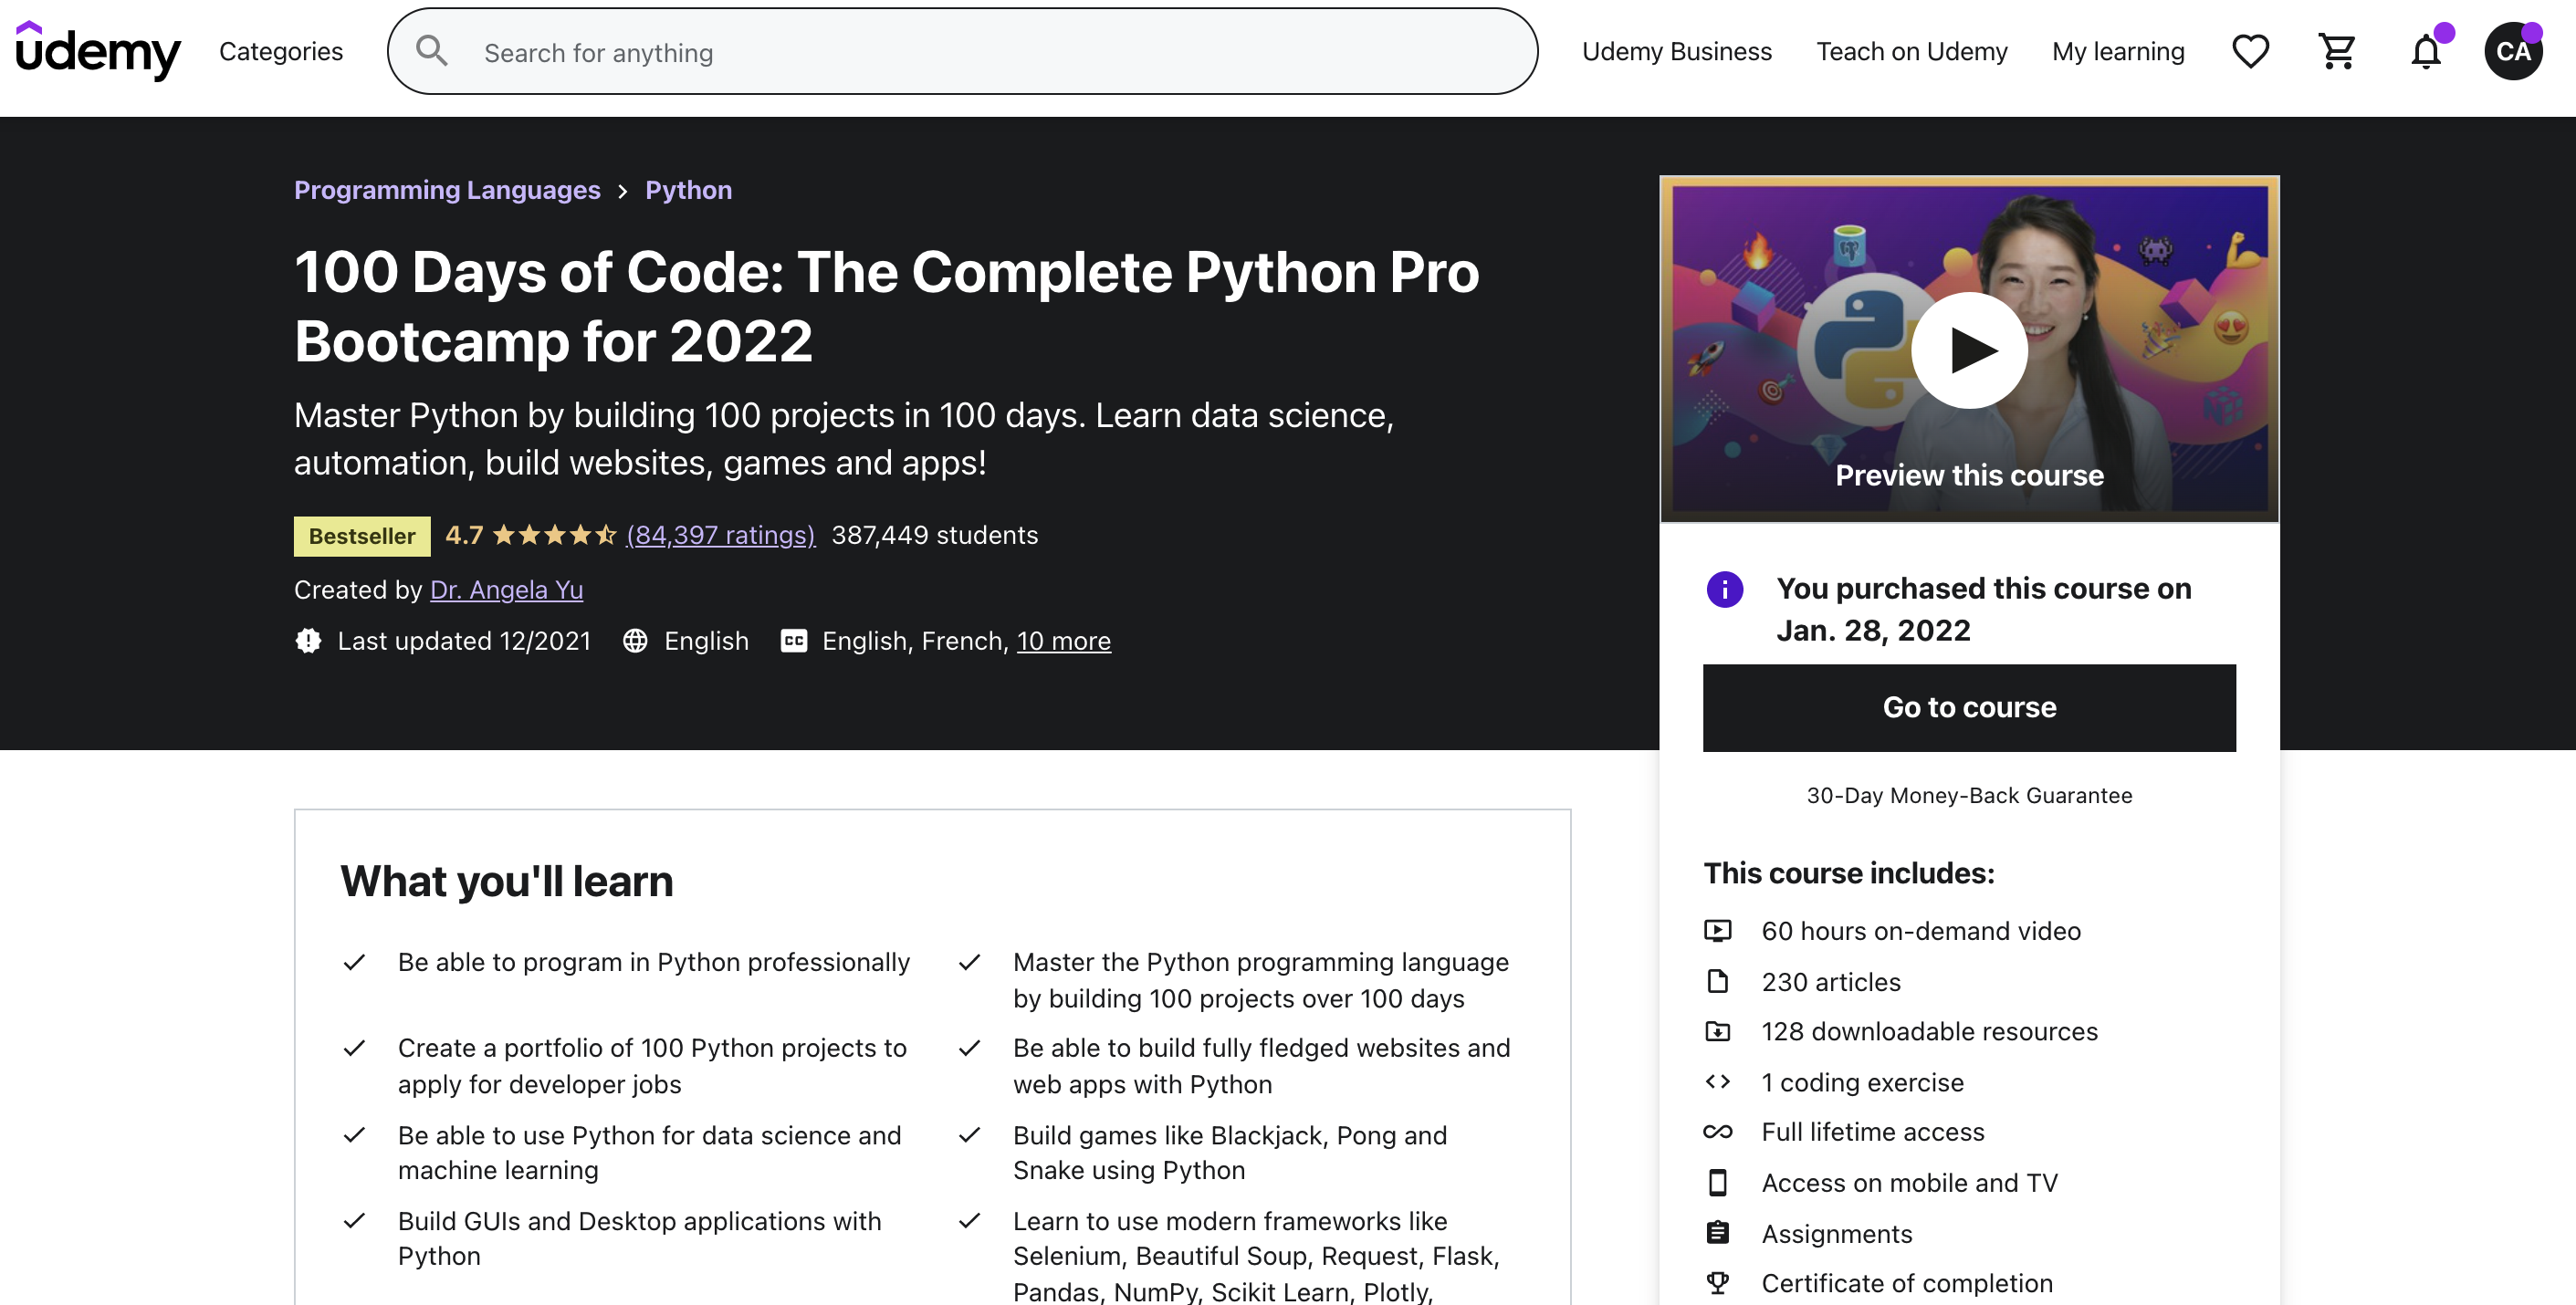 udemy
Categories
Search for anything
Udemy Business
Teach on Udemy
My learning
CA
Programming Languages > Python
100 Days of Code: The Complete Python Pro
Bootcamp for 2022
Master Python by building 100 projects in 100 days. Learn data science,
automation, build websites, games and apps!
Bestseller 4.7 (84,397 ratings) 387,449 students
Created by Dr. Angela Yu
Last updated 12/2021 English CC English, French, 10 more
Preview this course
You purchased this course on
Jan. 28, 2022
Go to course
30-Day Money-Back Guarantee
This course includes:
60 hours on-demand video
230 articles
128 downloadable resources
1 coding exercise
Full lifetime access
Access on mobile and TV
Assignments
Certificate of completion
What you'll learn
Be able to program in Python professionally
Master the Python programming language
by building 100 projects over 100 days
Create a portfolio of 100 Python projects to
apply for developer jobs
Be able to build fully fledged websites and
web apps with Python
Be able to use Python for data science and
machine learning
Build games like Blackjack, Pong and
Snake using Python
Build GUIs and Desktop applications with
Python
Learn to use modern frameworks like
Selenium, Beautiful Soup, Request, Flask,
Pandas, NumPy, Scikit Learn, Plotly,